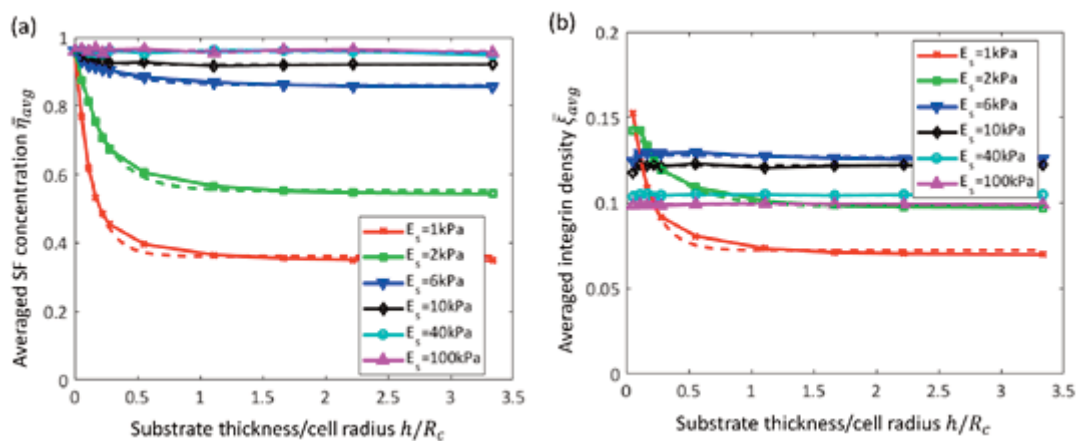 (a)
Averaged SF concentration η̄avg
1
0.8
0.6
0.4
0.2
0
0 0.5 1 1.5 2 2.5 3 3.5
Substrate thickness/cell radius h/Rc
Es=1kPa
Es=2kPa
Es=6kPa
Es=10kPa
Es=40kPa
Es=100kPa
(b)
Averaged integrin density ξ̄avg
0.2
0.15
0.1
0.05
0
0 0.5 1 1.5 2 2.5 3 3.5
Substrate thickness/cell radius h/Rc
Es=1kPa
Es=2kPa
Es=6kPa
Es=10kPa
Es=40kPa
Es=100kPa